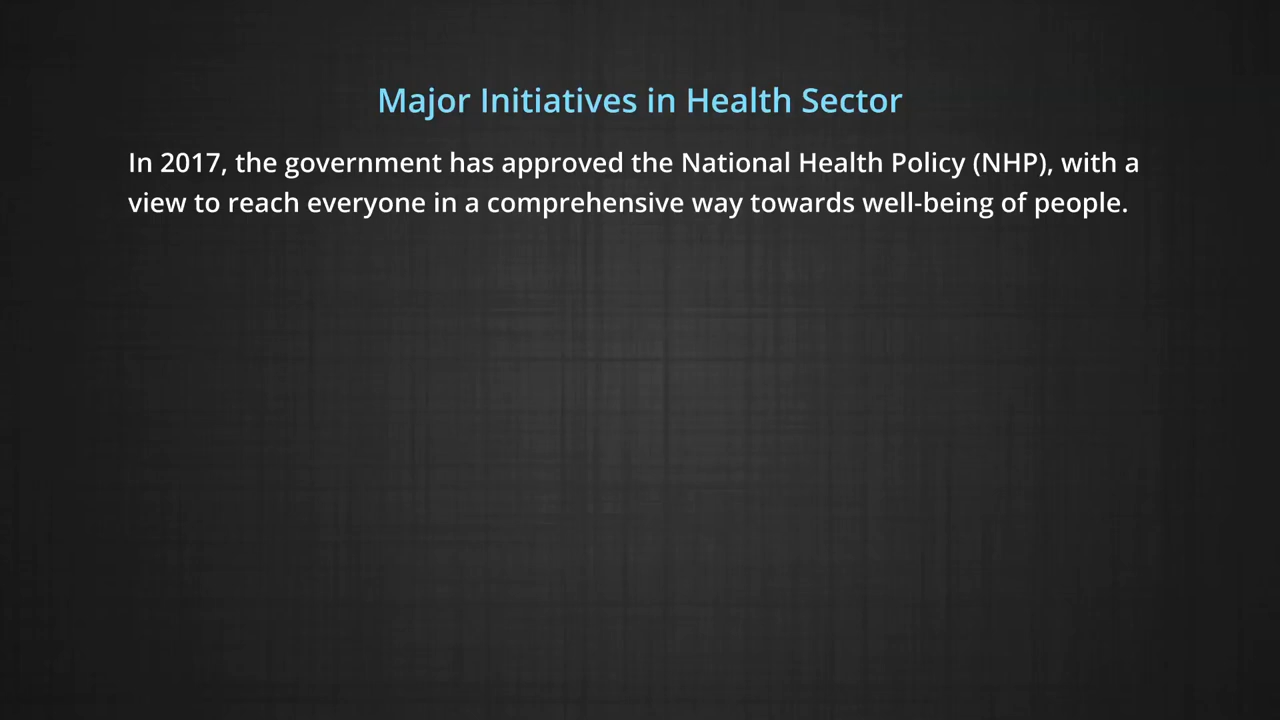 Major Initiatives in Health Sector
In 2017, the government has approved the National Health Policy (NHP), with a
view to reach everyone in a comprehensive way towards well-being of people.